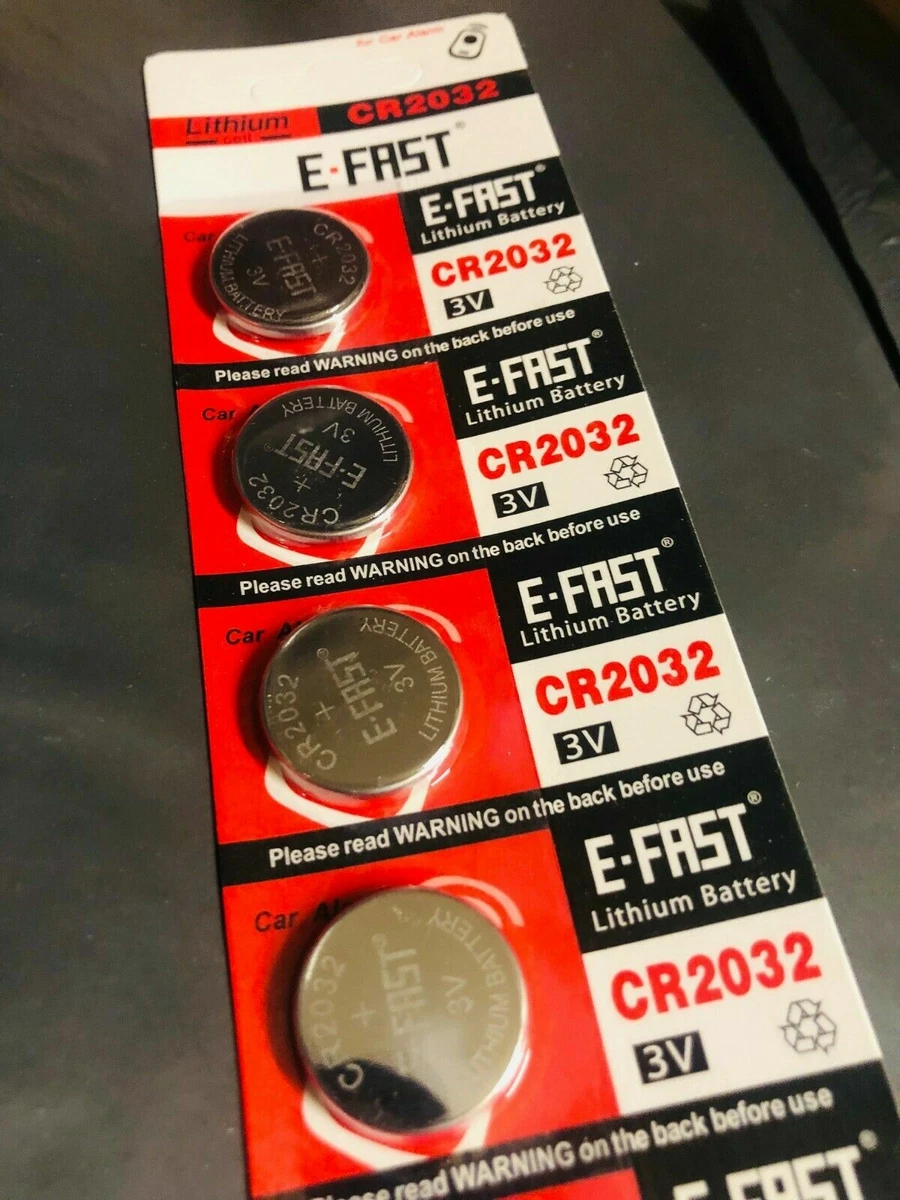 for Car Alarm
Lithium
cell
CR2032
E·FAST®
E·FAST®
Lithium Battery
CR2032
3V
Car
CR2032
+
E-FAST
3V
LITHIUM BATTERY
Please read WARNING on the back before use
E·FAST®
Lithium Battery
CR2032
3V
Car
LITHIUM BATTERY
3V
E-FAST®
+
CR2032
Please read WARNING on the back before use
E·FAST®
Lithium Battery
CR2032
3V
Car A
LITHIUM BATTERY
3V
E-FAST®
+
CR2032
Please read WARNING on the back before use
E·FAST®
Lithium Battery
CR2032
3V
Car Al
LITHIUM BATTERY
3V
E-FAST®
+
CR2032
Please read WARNING on the back before use
E·FAST®